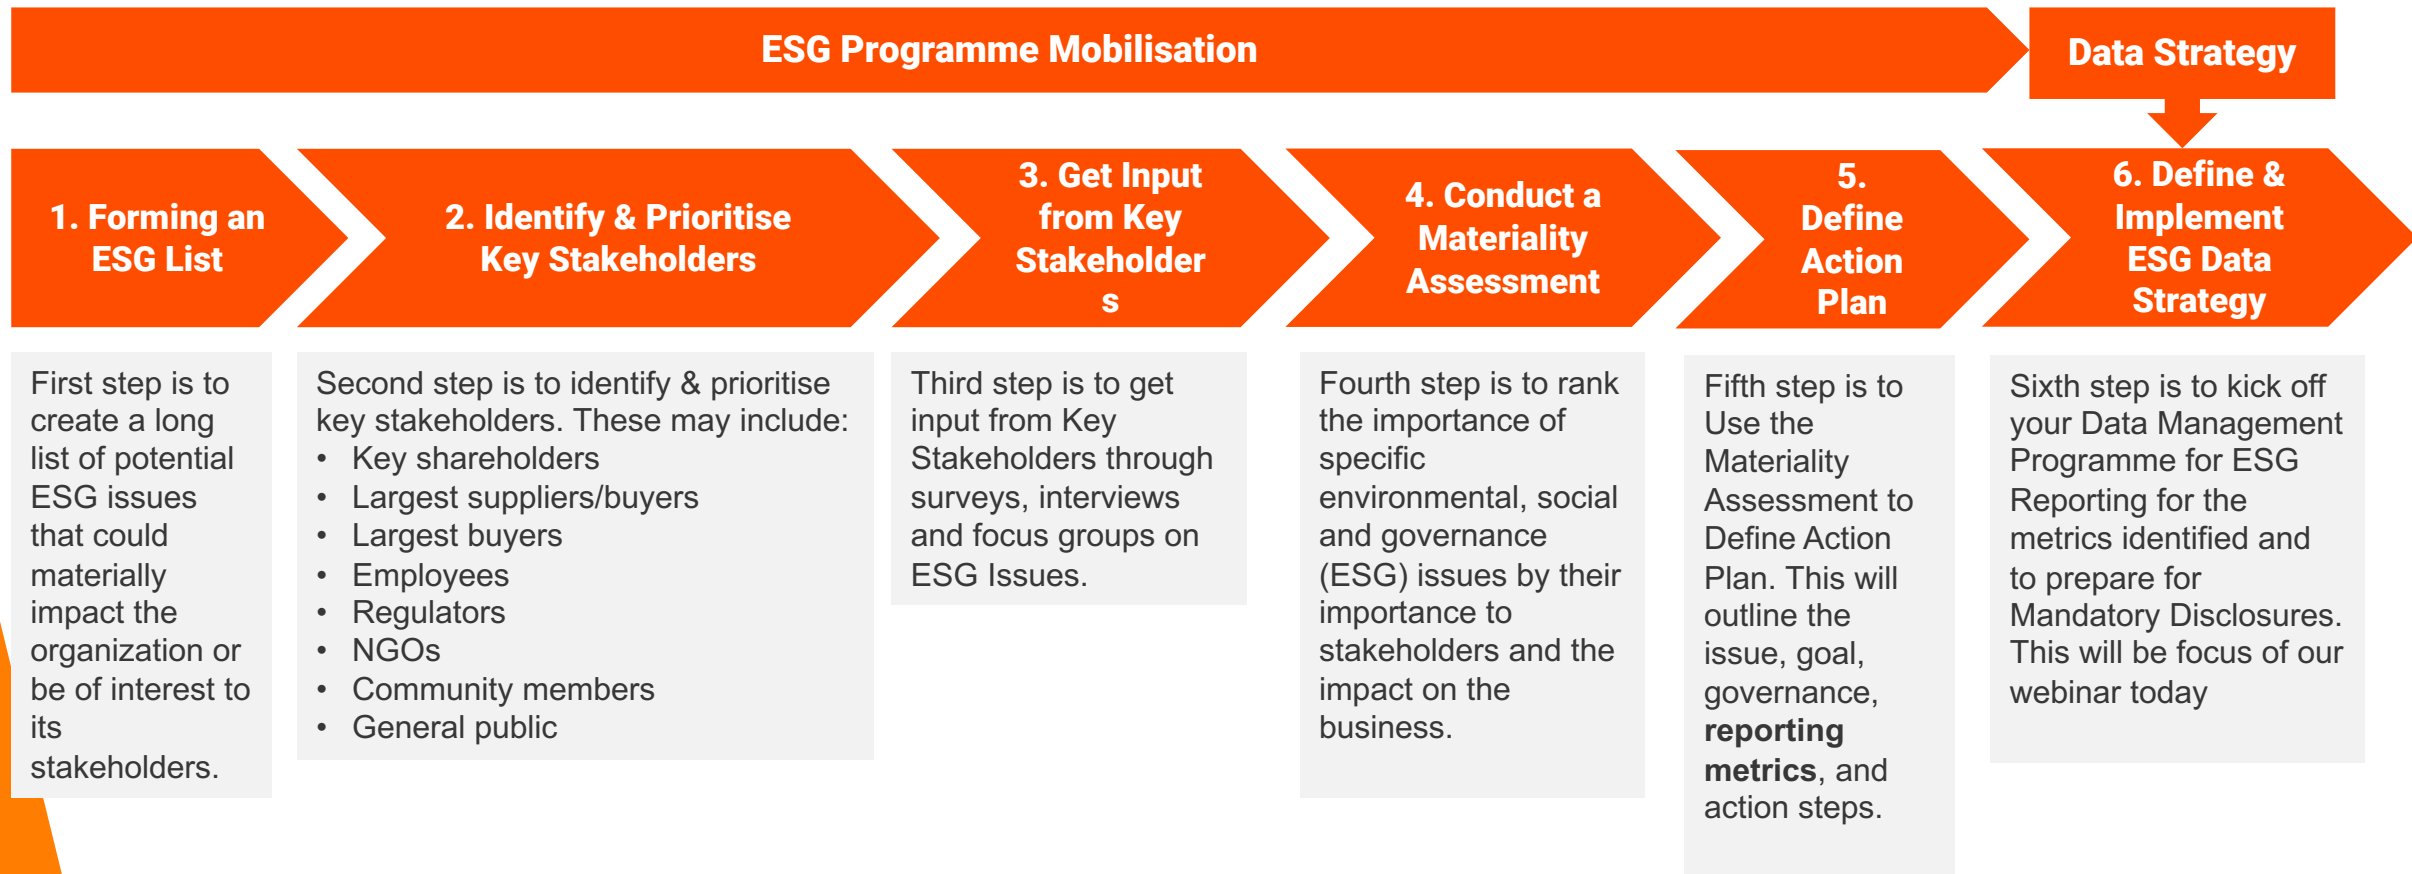 ESG Programme Mobilisation
Data Strategy
1. Forming an
ESG List
2. Identify & Prioritise
Key Stakeholders
3. Get Input
from Key
Stakeholder
s
4. Conduct a
Materiality
Assessment
5.
Define
Action
Plan
6. Define &
Implement
ESG Data
Strategy
First step is to
create a long
list of potential
ESG issues
that could
materially
impact the
organization or
be of interest to
its
stakeholders.
Second step is to identify & prioritise
key stakeholders. These may include:
• Key shareholders
• Largest suppliers/buyers
• Largest buyers
• Employees
• Regulators
• NGOs
• Community members
• General public
Third step is to get
input from Key
Stakeholders through
surveys, interviews
and focus groups on
ESG Issues.
Fourth step is to rank
the importance of
specific
environmental, social
and governance
(ESG) issues by their
importance to
stakeholders and the
impact on the
business.
Fifth step is to
Use the
Materiality
Assessment to
Define Action
Plan. This will
outline the
issue, goal,
governance,
reporting
metrics, and
action steps.
Sixth step is to kick off
your Data Management
Programme for ESG
Reporting for the
metrics identified and
to prepare for
Mandatory Disclosures.
This will be focus of our
webinar today